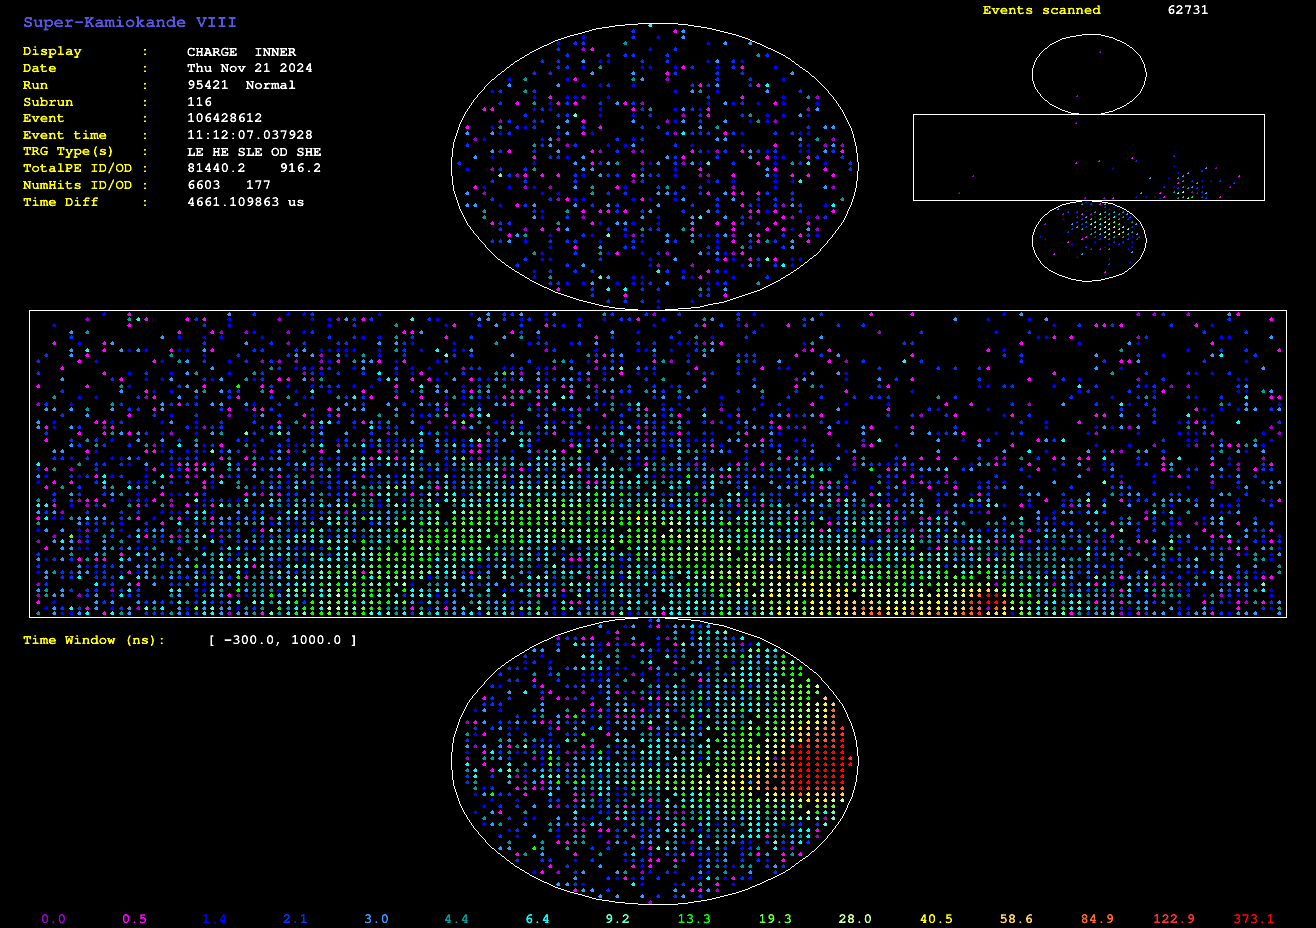 Super-Kamiokande VIII
Events scanned 62731
Display : CHARGE INNER
Date : Thu Nov 21 2024
Run : 95421 Normal
Subrun : 116
Event : 106428612
Event time : 11:12:07.037928
TRG Type(s) : LE HE SLE OD SHE
TotalPE ID/OD : 81440.2 916.2
NumHits ID/OD : 6603 177
Time Diff : 4661.109863 us
Time Window (ns): [ -300.0, 1000.0 ]
0.0 0.5 1.4 2.1 3.0 4.4 6.4 9.2 13.3 19.3 28.0 40.5 58.6 84.9 122.9 373.1